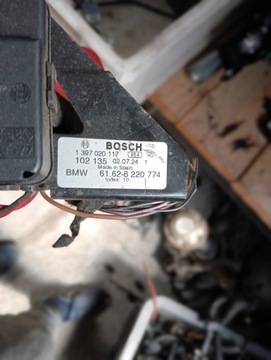 BOSCH
1 397 020 117
102 135 02.07.24 1
Made in Spain
BMW 61.62-8 220 774
Index: 10